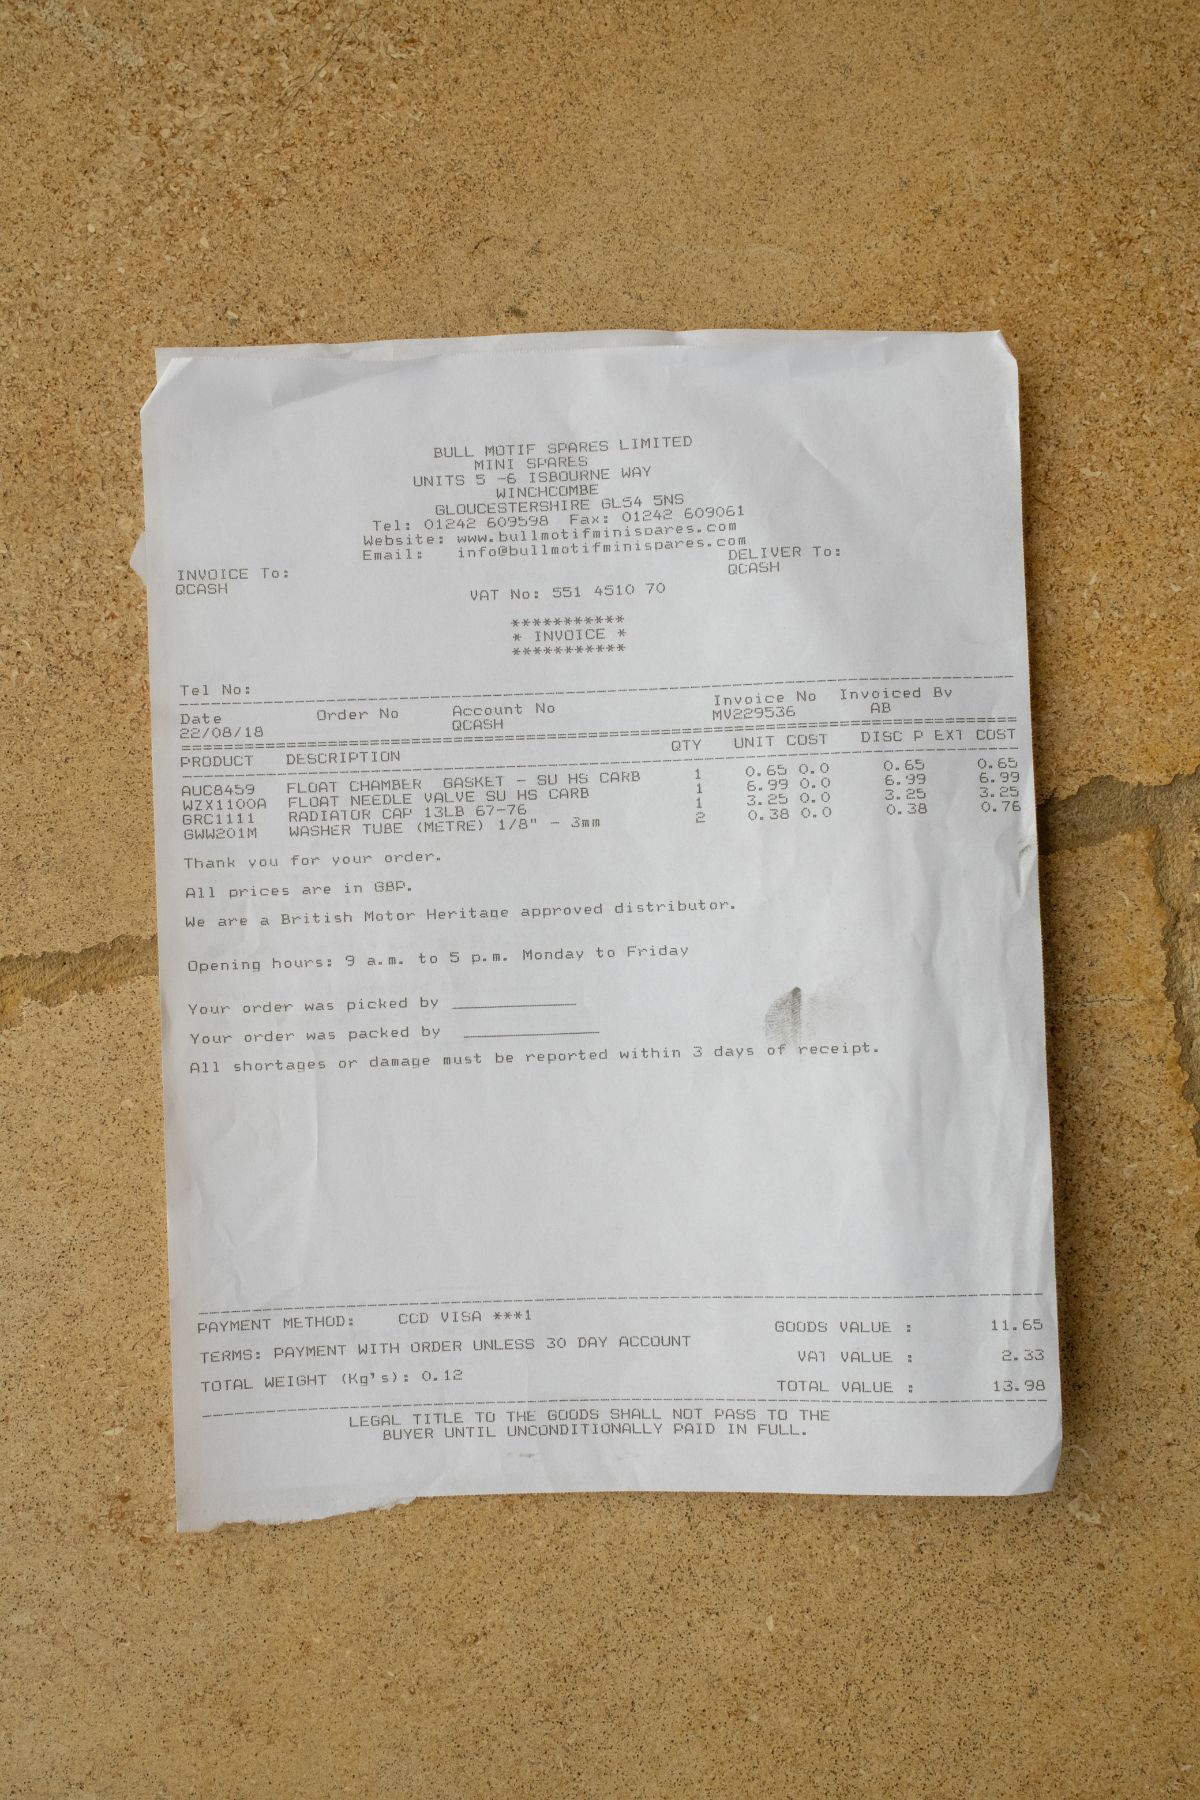 BULL MOTIF SPARES LIMITED
MINI SPARES
UNITS 5 -6 ISBOURNE WAY
WINCHCOMBE
GLOUCESTERSHIRE GL54 5NS
Tel: 01242 609598 Fax: 01242 609061
Website: www.bullmotifminispares.com
Email: info@bullmotifminispares.com
INVOICE To: DELIVER To:
QCASH QCASH
VAT No: 551 4510 70
***********
* INVOICE *
***********
Tel No:
Date Order No Account No Invoice No Invoiced By
22/08/18 QCASH MV229536 AB
PRODUCT DESCRIPTION QTY UNIT COST DISC P EXT COST
AUC8459 FLOAT CHAMBER GASKET - SU HS CARB 1 0.65 0.0 0.65 0.65
WZX1100A FLOAT NEEDLE VALVE SU HS CARB 1 6.99 0.0 6.99 6.99
GRC1111 RADIATOR CAP 13LB 67-76 1 3.25 0.0 3.25 3.25
GWW201M WASHER TUBE (METRE) 1/8" - 3mm 2 0.38 0.0 0.38 0.76
Thank you for your order.
All prices are in GBP.
We are a British Motor Heritage approved distributor.
Opening hours: 9 a.m. to 5 p.m. Monday to Friday
Your order was picked by ____________
Your order was packed by ____________
All shortages or damage must be reported within 3 days of receipt.
PAYMENT METHOD: CCD VISA ***1 GOODS VALUE : 11.65
TERMS: PAYMENT WITH ORDER UNLESS 30 DAY ACCOUNT VAT VALUE : 2.33
TOTAL WEIGHT (Kg's): 0.12 TOTAL VALUE : 13.98
LEGAL TITLE TO THE GOODS SHALL NOT PASS TO THE
BUYER UNTIL UNCONDITIONALLY PAID IN FULL.